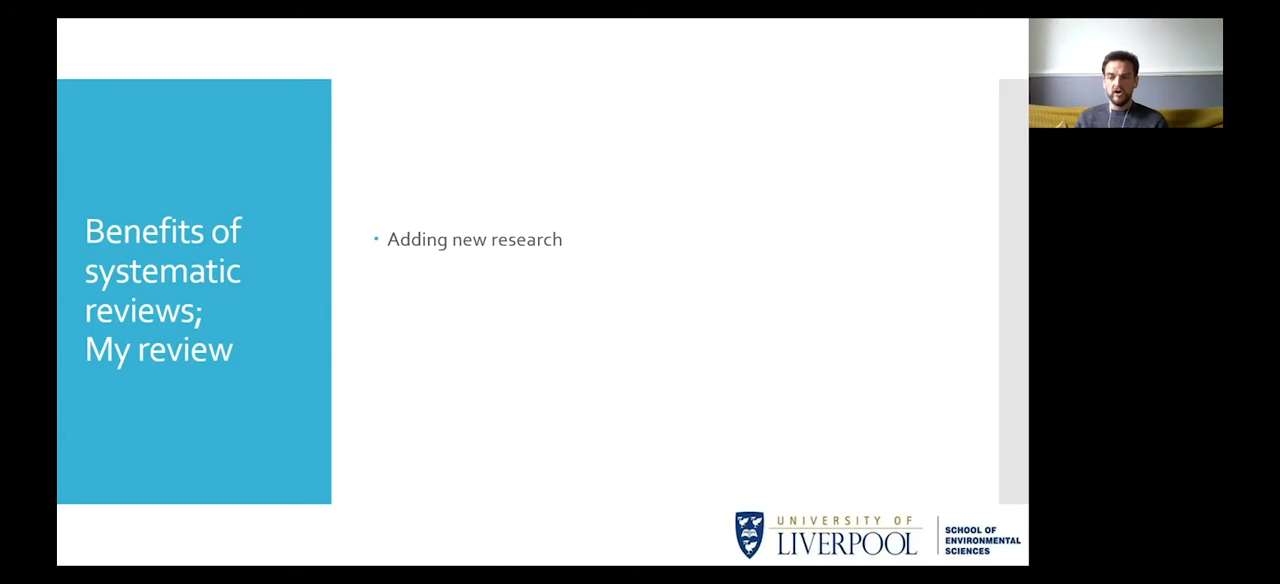 Benefits of
systematic
reviews;
My review
• Adding new research
UNIVERSITY OF
LIVERPOOL
SCHOOL OF
ENVIRONMENTAL
SCIENCES